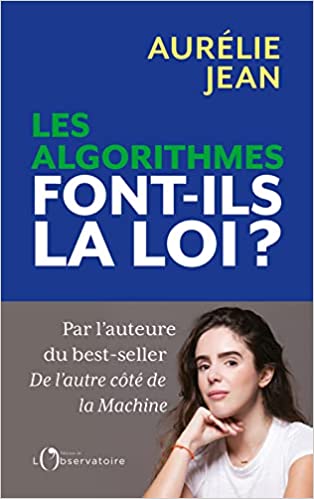 AURÉLIE
JEAN
LES
ALGORITHMES
FONT-ILS
LA LOI ?
Par l'auteure
du best-seller
De l'autre côté de
la Machine
Éditions de
L'Observatoire